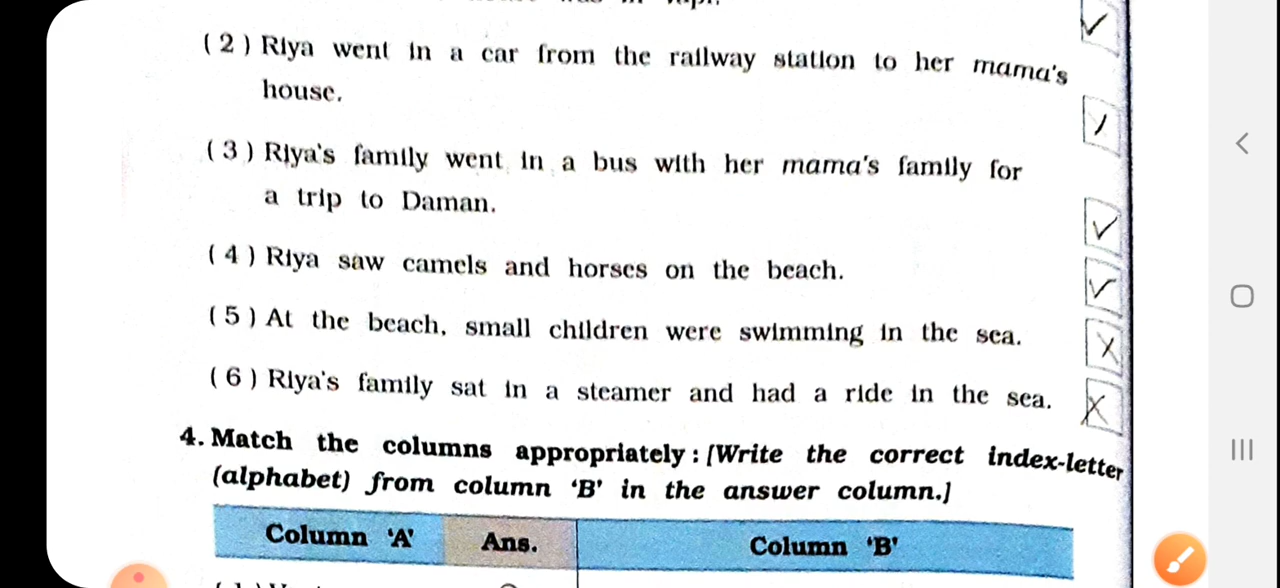 ( 2 ) Riya went in a car from the railway station to her mama's
house.
( 3 ) Riya's family went in a bus with her mama's family for
a trip to Daman.
( 4 ) Riya saw camels and horses on the beach.
( 5 ) At the beach, small children were swimming in the sea.
( 6 ) Riya's family sat in a steamer and had a ride in the sea.
4. Match the columns appropriately : [Write the correct index-letter
(alphabet) from column 'B' in the answer column.]
Column 'A' Ans. Column 'B'